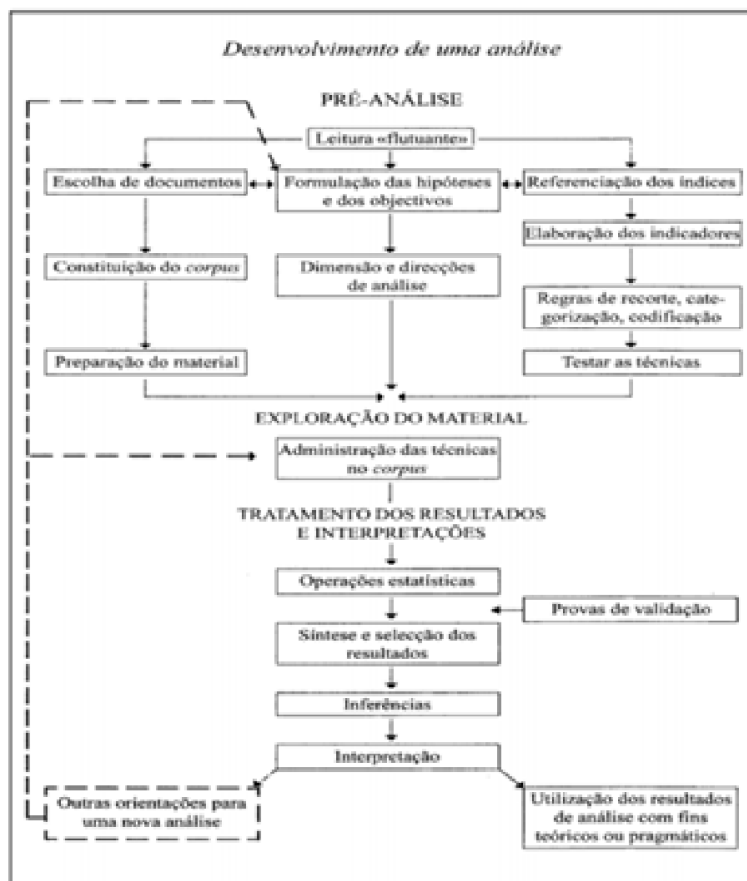 Desenvolvimento de uma análise
PRÉ-ANÁLISE
Leitura «flutuante»
Escolha de documentos
Formulação das hipóteses
e dos objectivos
Referenciação dos índices
Elaboração dos indicadores
Constituição do corpus
Dimensão e direcções
de análise
Regras de recorte, cate-
gorização, codificação
Preparação do material
Testar as técnicas
EXPLORAÇÃO DO MATERIAL
Administração das técnicas
no corpus
TRATAMENTO DOS RESULTADOS
E INTERPRETAÇÕES
Operações estatísticas
Provas de validação
Síntese e selecção dos
resultados
Inferências
Interpretação
Outras orientações para
uma nova análise
Utilização dos resultados
de análise com fins
teóricos ou pragmáticos